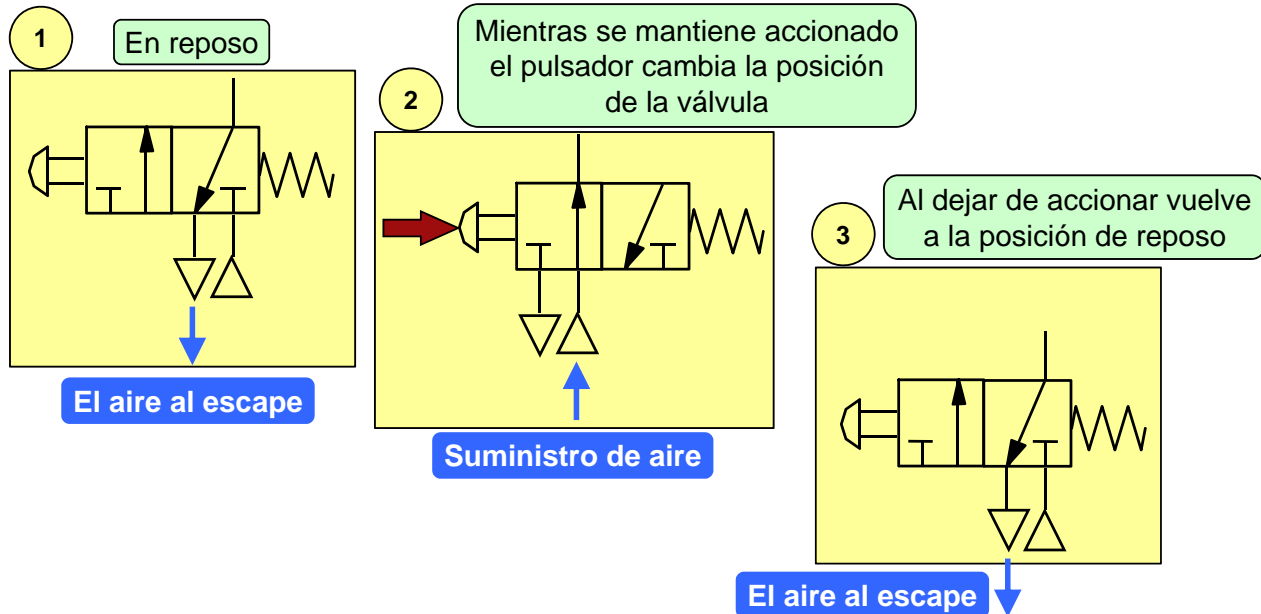 1
En reposo
El aire al escape
2
Mientras se mantiene accionado
el pulsador cambia la posición
de la válvula
Suministro de aire
3
Al dejar de accionar vuelve
a la posición de reposo
El aire al escape